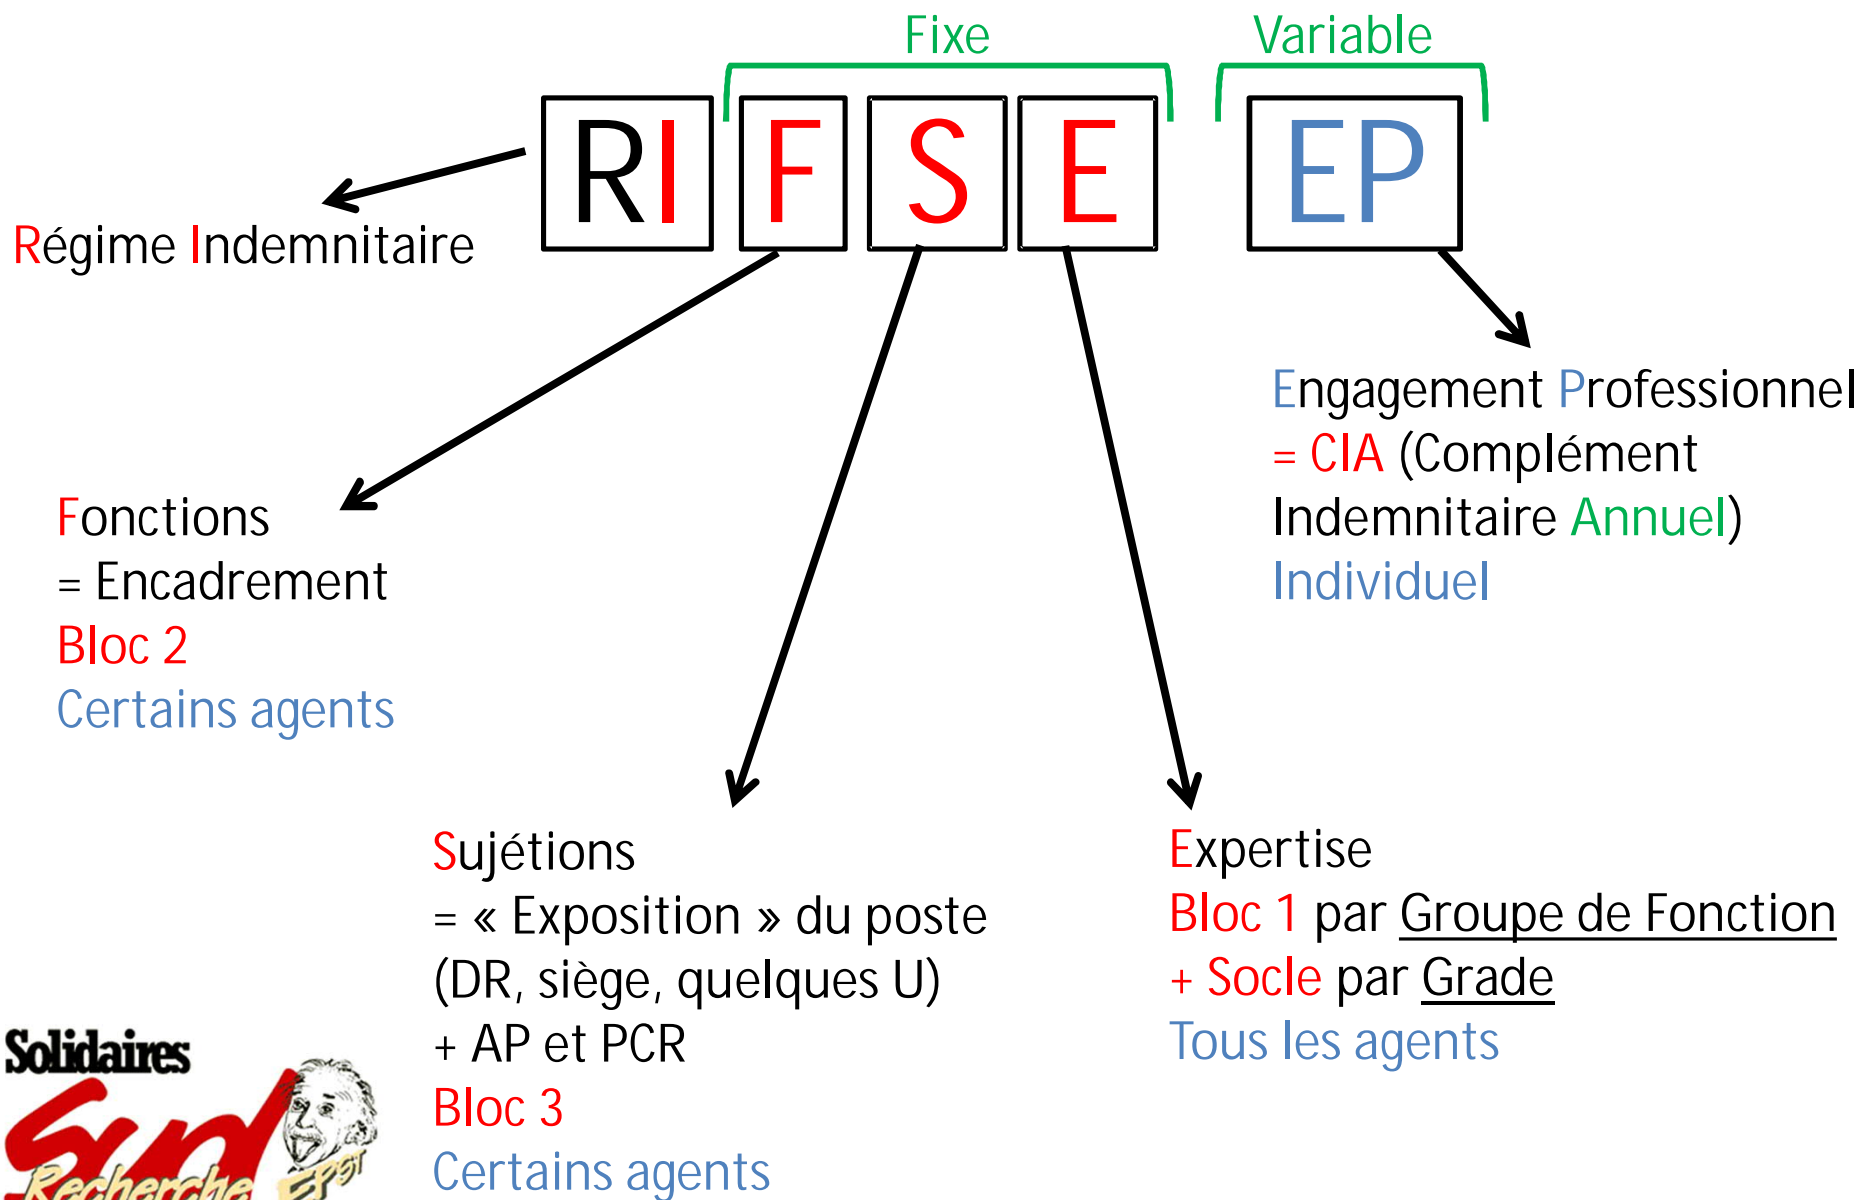 Fixe
Variable
RI F S E EP
Régime Indemnitaire
Engagement Professionnel
= CIA (Complément
Indemnitaire Annuel)
Individuel
Fonctions
= Encadrement
Bloc 2
Certains agents
Sujétions
= « Exposition » du poste
(DR, siège, quelques U)
+ AP et PCR
Bloc 3
Certains agents
Expertise
Bloc 1 par Groupe de Fonction
+ Socle par Grade
Tous les agents
Solidaires
Sud
Recherche EPST